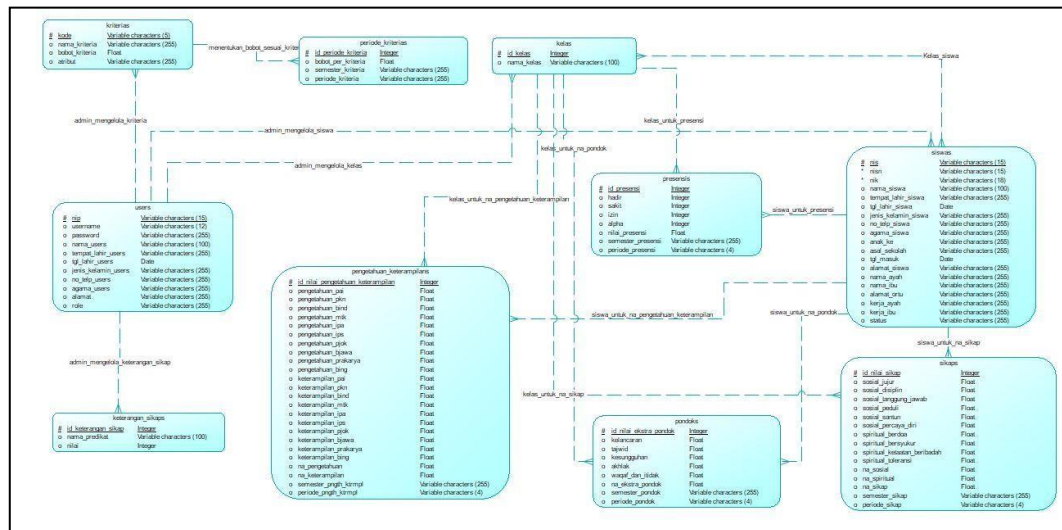 kriterias
# kode Variable characters (5)
o nama_kriteria Variable characters (255)
o bobot_kriteria Float
o atribut Variable characters (255)
menentukan_bobot_sesuai_kriter
periode_kriterias
# id_periode_kriteria Integer
o bobot_per_kriteria Float
o semester_kriteria Variable characters (255)
o periode_kriteria Variable characters (255)
kelas
# id_kelas Integer
o nama_kelas Variable characters (100)
Kelas_siswa
admin_mengelola_kriteria
admin_mengelola_siswa
admin_mengelola_kelas
kelas_untuk_presensi
kelas_untuk_na_pondok
kelas_untuk_na_pengetahuan_keterampilan
users
# nip Variable characters (15)
o username Variable characters (12)
o password Variable characters (255)
o nama_users Variable characters (100)
o tempat_lahir_users Variable characters (255)
o tgl_lahir_users Date
o jenis_kelamin_users Variable characters (255)
o no_telp_users Variable characters (255)
o agama_users Variable characters (255)
o alamat Variable characters (255)
o role Variable characters (255)
presensis
# id_presensi Integer
o hadir Integer
o sakit Integer
o izin Integer
o alpha Integer
o nilai_presensi Float
o semester_presensi Variable characters (255)
o periode_presensi Variable characters (4)
siswa_untuk_presensi
siswas
# nis Variable characters (15)
* nisn Variable characters (15)
* nik Variable characters (16)
o nama_siswa Variable characters (100)
o tempat_lahir_siswa Variable characters (255)
o tgl_lahir_siswa Date
o jenis_kelamin_siswa Variable characters (255)
o no_telp_siswa Variable characters (255)
o agama_siswa Variable characters (255)
o anak_ke Variable characters (255)
o asal_sekolah Variable characters (255)
o tgl_masuk Date
o alamat_siswa Variable characters (255)
o nama_ayah Variable characters (255)
o nama_ibu Variable characters (255)
o alamat_ortu Variable characters (255)
o kerja_ayah Variable characters (255)
o kerja_ibu Variable characters (255)
o status Variable characters (255)
pengetahuan_keterampilans
# id_nilai_pengetahuan_keterampilan Integer
o pengetahuan_pai Float
o pengetahuan_pkn Float
o pengetahuan_bind Float
o pengetahuan_mtk Float
o pengetahuan_ipa Float
o pengetahuan_ips Float
o pengetahuan_pjok Float
o pengetahuan_bjawa Float
o pengetahuan_prakarya Float
o pengetahuan_bing Float
o keterampilan_pai Float
o keterampilan_pkn Float
o keterampilan_bind Float
o keterampilan_mtk Float
o keterampilan_ipa Float
o keterampilan_ips Float
o keterampilan_pjok Float
o keterampilan_bjawa Float
o keterampilan_prakarya Float
o keterampilan_bing Float
o na_pengetahuan Float
o na_keterampilan Float
o semester_pngth_ktrmpl Variable characters (255)
o periode_pngth_ktrmpl Variable characters (4)
siswa_untuk_na_pengetahuan_keterampilan
siswa_untuk_na_pondok
siswa_untuk_na_sikap
admin_mengelola_keterangan_sikap
kelas_untuk_na_sikap
keterangan_sikaps
# id_keterangan_sikap Integer
o nama_predikat Variable characters (100)
o nilai Integer
pondoks
# id_nilai_ekstra_pondok Integer
o kelancaran Float
o tajwid Float
o kesungguhan Float
o akhlak Float
o waqaf_dan_itidak Float
o na_ekstra_pondok Float
o semester_pondok Variable characters (255)
o periode_pondok Variable characters (4)
sikaps
# id_nilai_sikap Integer
o sosial_jujur Float
o sosial_disiplin Float
o sosial_tanggung_jawab Float
o sosial_peduli Float
o sosial_santun Float
o sosial_percaya_diri Float
o spiritual_berdoa Float
o spiritual_bersyukur Float
o spiritual_ketaatan_beribadah Float
o spiritual_toleransi Float
o na_sosial Float
o na_spiritual Float
o na_sikap Float
o semester_sikap Variable characters (255)
o periode_sikap Variable characters (4)